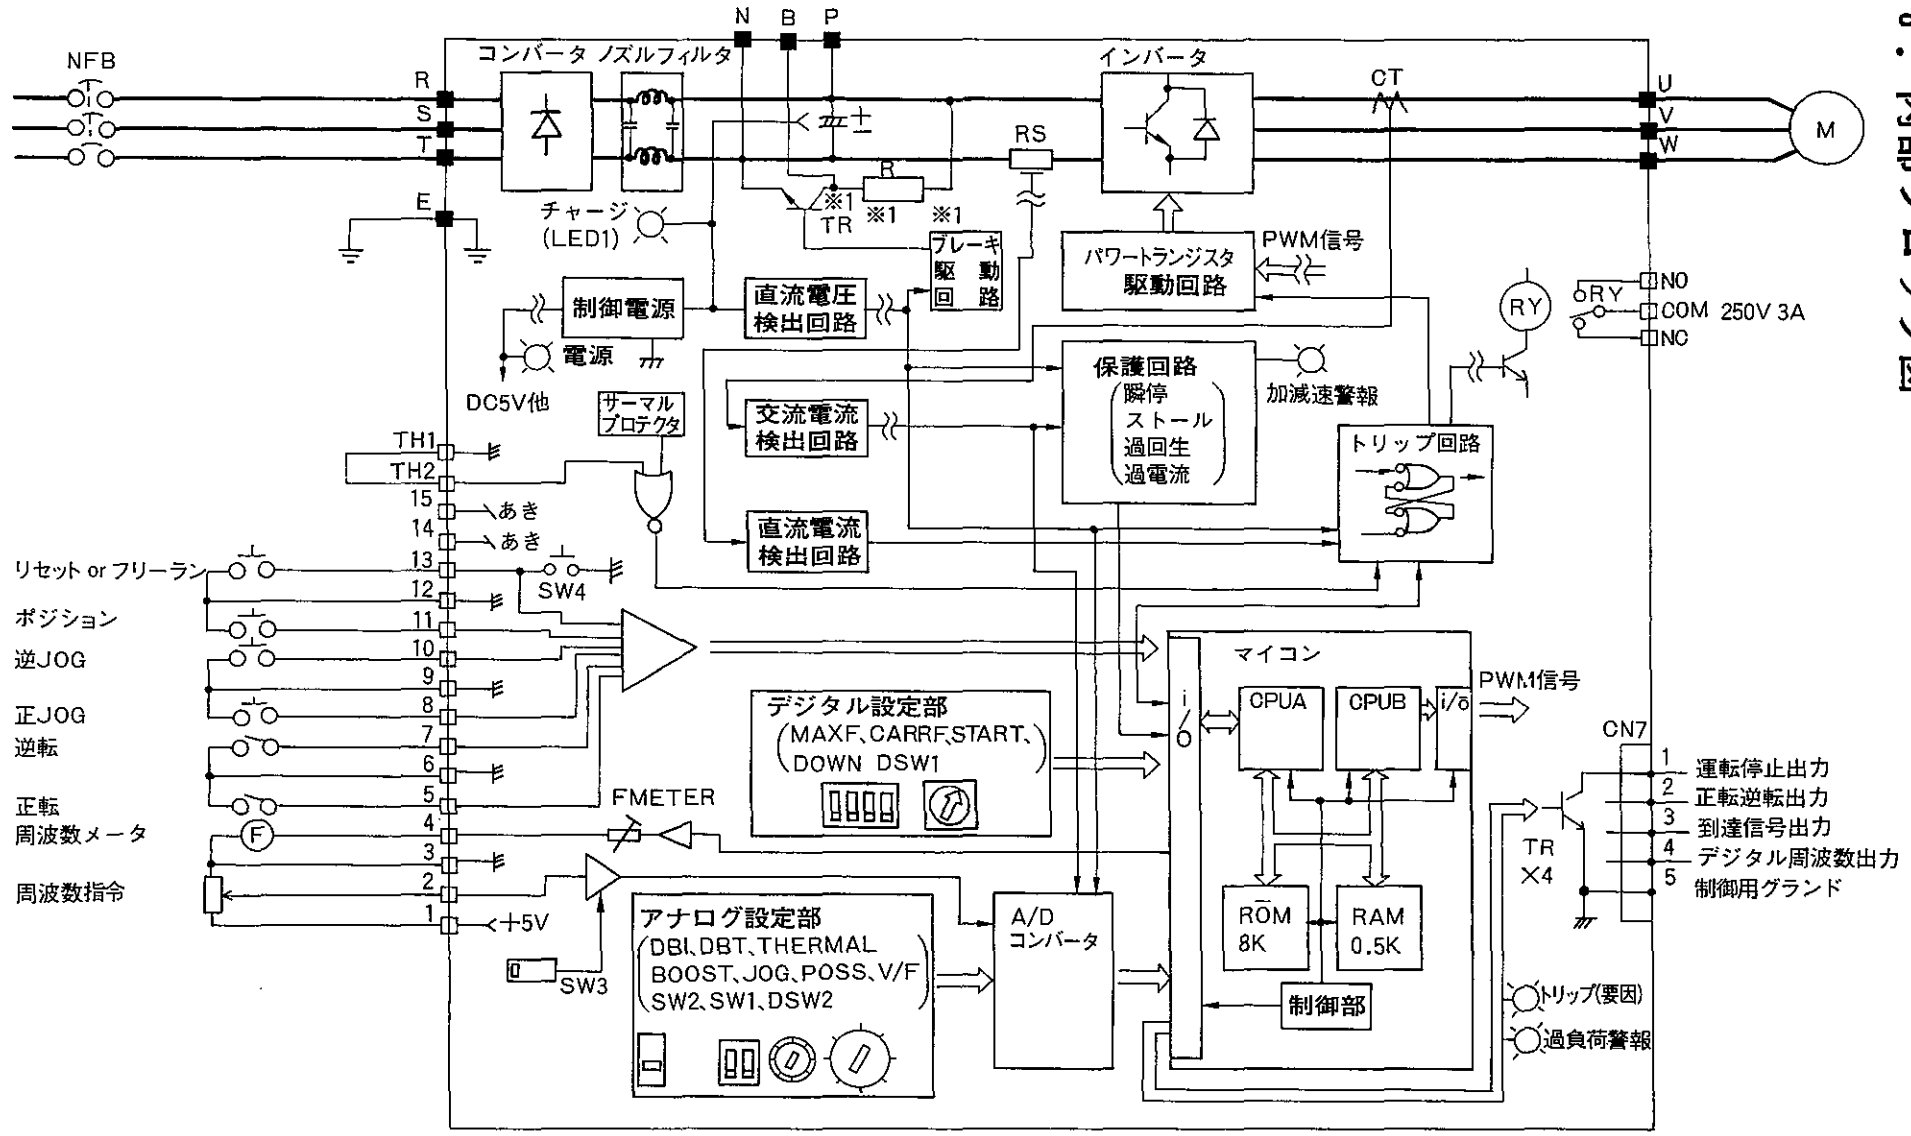 内部ブロック図
N B P
NFB
コンバータ ノズルフィルタ
インバータ
CT
R
S
T
E
U
V
W
M
RS
R
※1
TR
※1
※1
チャージ
(LED1)
ブレーキ
駆動
回路
パワートランジスタ
駆動回路
PWM信号
制御電源
直流電圧
検出回路
電源
DC5V他
RY
RY
NO
COM 250V 3A
NC
サーマル
プロテクタ
交流電流
検出回路
保護回路
瞬停
ストール
過回生
過電流
加減速警報
トリップ回路
直流電流
検出回路
TH1
TH2
15 あき
14 あき
リセット or フリーラン 13
SW4
12
ポジション 11
逆JOG 10
9
正JOG 8
逆転 7
6
正転 5
周波数メータ F 4
3
周波数指令 2
1 +5V
FMETER
SW3
デジタル設定部
(MAXF、CARRF、START、
DOWN DSW1)
アナログ設定部
(DBI、DBT、THERMAL
BOOST、JOG、POSS、V/F
SW2、SW1、DSW2)
A/D
コンバータ
マイコン
i/O
CPUA
CPUB
i/o
PWM信号
ROM
8K
RAM
0.5K
制御部
CN7
1 運転停止出力
2 正転逆転出力
3 到達信号出力
4 デジタル周波数出力
5 制御用グランド
TR
×4
トリップ(要因)
過負荷警報